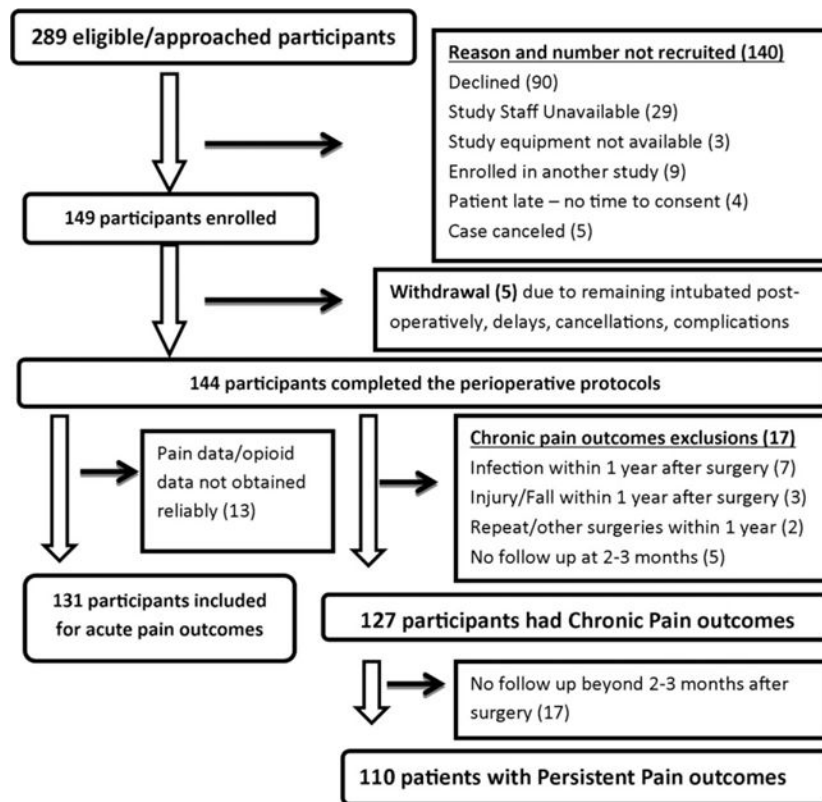 289 eligible/approached participants
Reason and number not recruited (140)
Declined (90)
Study Staff Unavailable (29)
Study equipment not available (3)
Enrolled in another study (9)
Patient late – no time to consent (4)
Case canceled (5)
149 participants enrolled
Withdrawal (5) due to remaining intubated post-
operatively, delays, cancellations, complications
144 participants completed the perioperative protocols
Pain data/opioid
data not obtained
reliably (13)
Chronic pain outcomes exclusions (17)
Infection within 1 year after surgery (7)
Injury/Fall within 1 year after surgery (3)
Repeat/other surgeries within 1 year (2)
No follow up at 2-3 months (5)
131 participants included
for acute pain outcomes
127 participants had Chronic Pain outcomes
No follow up beyond 2-3 months after
surgery (17)
110 patients with Persistent Pain outcomes